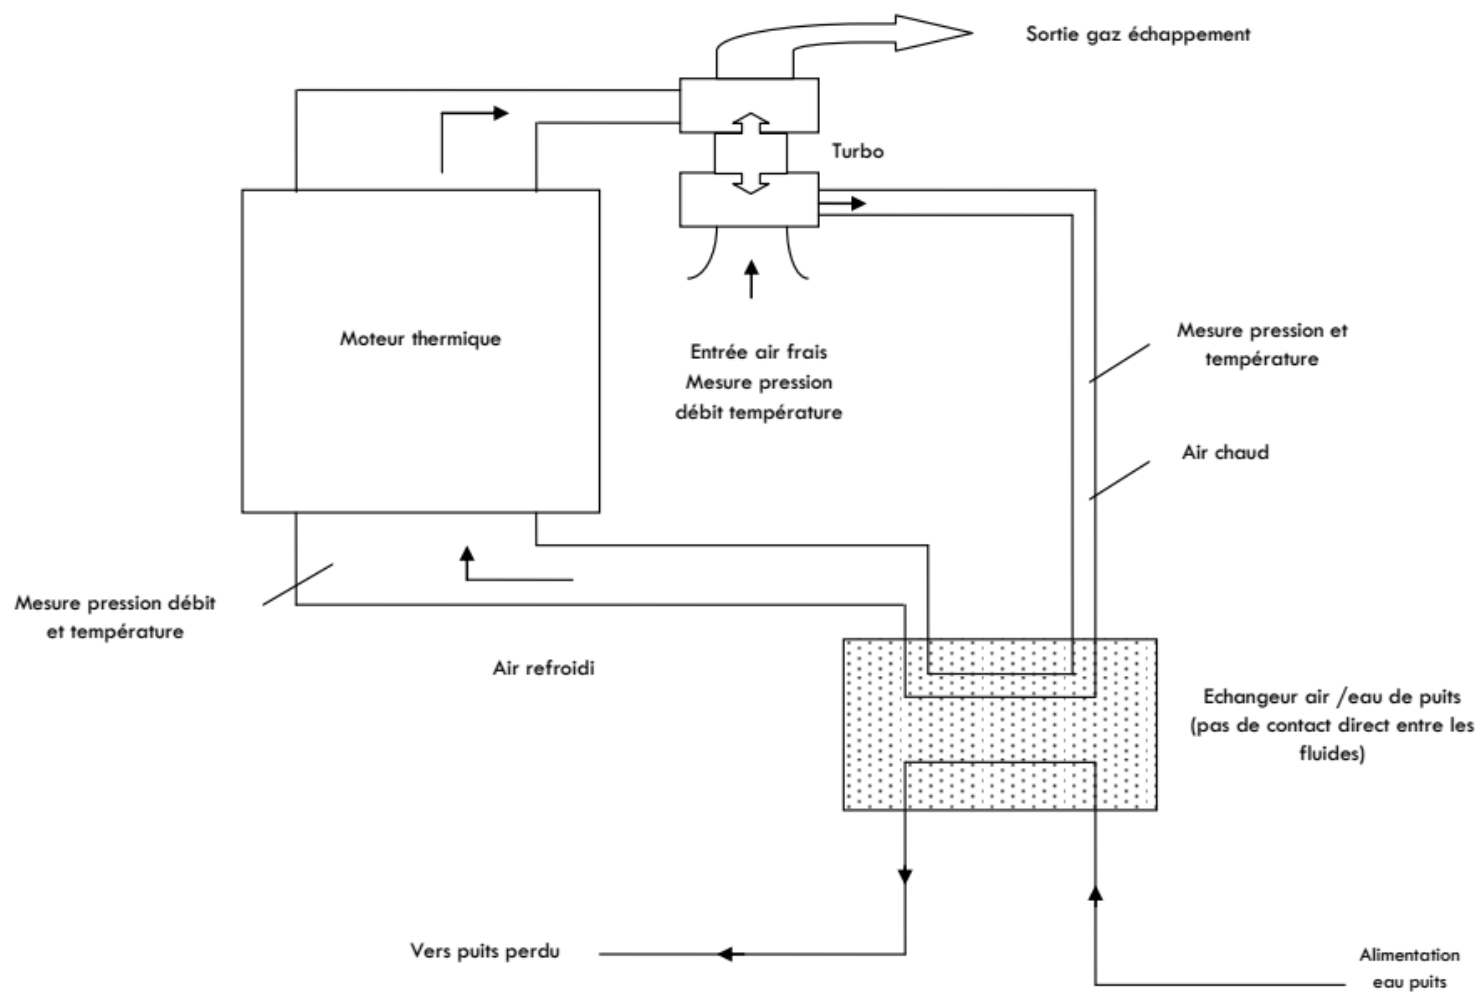 Sortie gaz échappement
Turbo
Moteur thermique
Entrée air frais
Mesure pression
débit température
Mesure pression et
température
Air chaud
Mesure pression débit
et température
Air refroidi
Echangeur air /eau de puits
(pas de contact direct entre les
fluides)
Vers puits perdu
Alimentation
eau puits